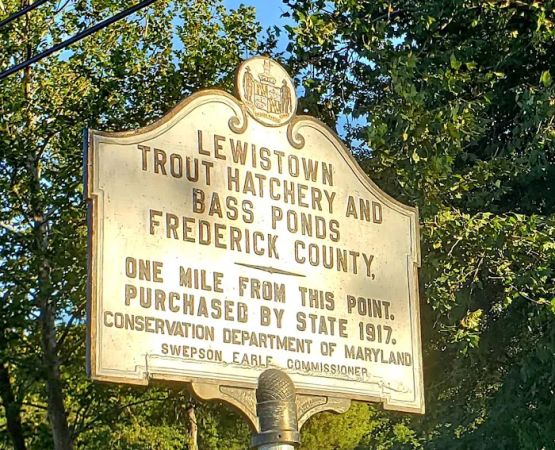 LEWISTOWN
TROUT HATCHERY AND
BASS PONDS
FREDERICK COUNTY,
ONE MILE FROM THIS POINT.
PURCHASED BY STATE 1917.
CONSERVATION DEPARTMENT OF MARYLAND
SWEPSON EARLE COMMISSIONER